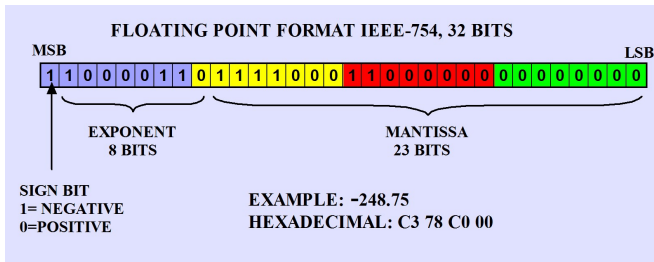 FLOATING POINT FORMAT IEEE-754, 32 BITS
MSB
LSB
1 1 0 0 0 0 1 1 0 1 1 1 1 0 0 0 1 1 0 0 0 0 0 0 0 0 0 0 0 0 0 0
EXPONENT
8 BITS
MANTISSA
23 BITS
SIGN BIT
1= NEGATIVE
0=POSITIVE
EXAMPLE: -248.75
HEXADECIMAL: C3 78 C0 00